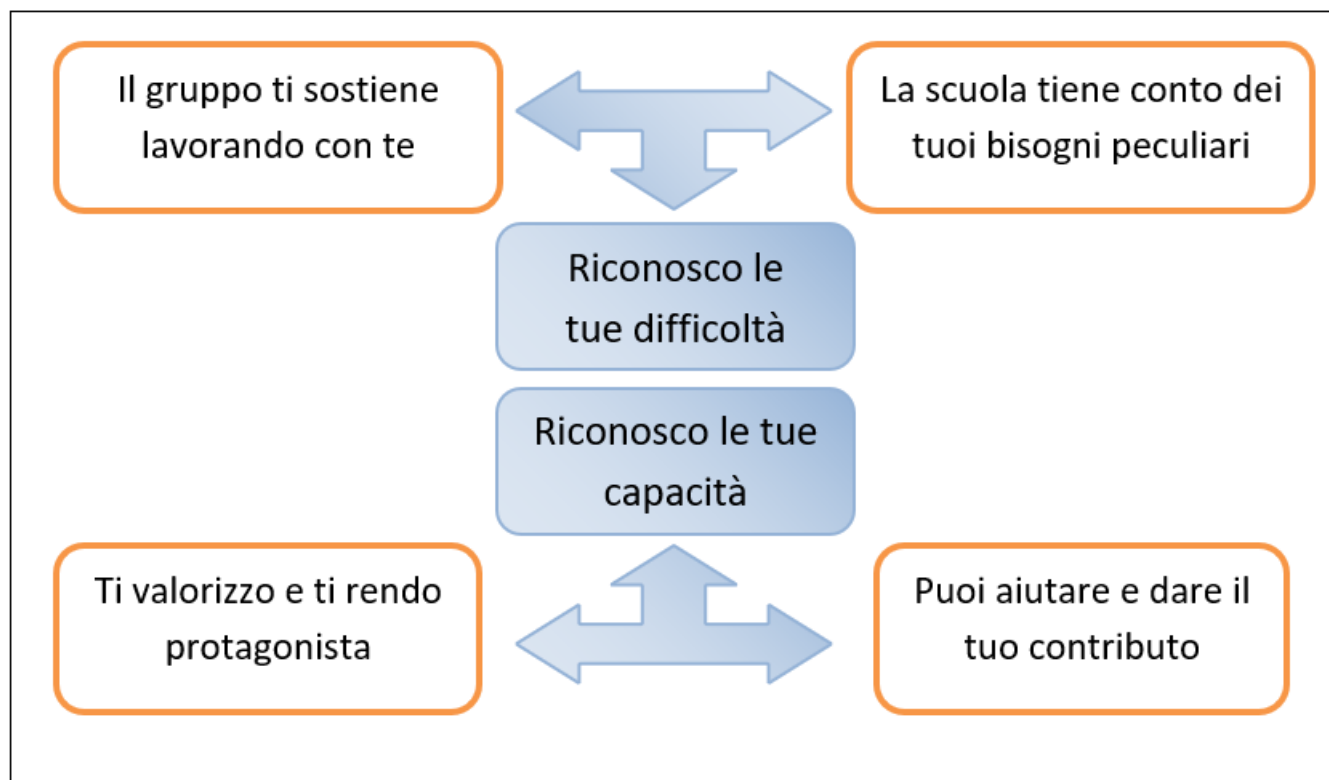 Il gruppo ti sostiene
lavorando con te
La scuola tiene conto dei
tuoi bisogni peculiari
Riconosco le
tue difficoltà
Riconosco le tue
capacità
Ti valorizzo e ti rendo
protagonista
Puoi aiutare e dare il
tuo contributo